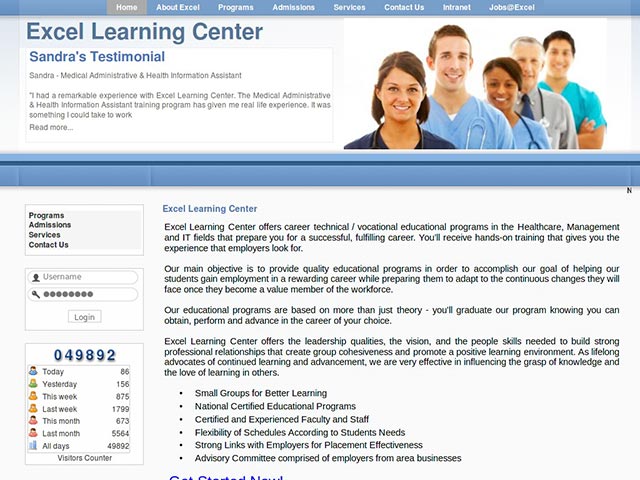 Home About Excel Programs Admissions Services Contact Us Intranet Jobs@Excel
Excel Learning Center
Sandra's Testimonial
Sandra - Medical Administrative & Health Information Assistant
"I had a remarkable experience with Excel Learning Center. The Medical Administrative
& Health Information Assistant training program has given me real life experience. It was
something I could take to work
Read more...
N
Programs
Admissions
Services
Contact Us
Username
Login
049892
Today 86
Yesterday 156
This week 875
Last week 1799
This month 673
Last month 5564
All days 49892
Visitors Counter
Excel Learning Center
Excel Learning Center offers career technical / vocational educational programs in the Healthcare, Management
and IT fields that prepare you for a successful, fulfilling career. You'll receive hands-on training that gives you the
experience that employers look for.
Our main objective is to provide quality educational programs in order to accomplish our goal of helping our
students gain employment in a rewarding career while preparing them to adapt to the continuous changes they will
face once they become a value member of the workforce.
Our educational programs are based on more than just theory - you'll graduate our program knowing you can
obtain, perform and advance in the career of your choice.
Excel Learning Center offers the leadership qualities, the vision, and the people skills needed to build strong
professional relationships that create group cohesiveness and promote a positive learning environment. As lifelong
advocates of continued learning and advancement, we are very effective in influencing the grasp of knowledge and
the love of learning in others.
• Small Groups for Better Learning
• National Certified Educational Programs
• Certified and Experienced Faculty and Staff
• Flexibility of Schedules According to Students Needs
• Strong Links with Employers for Placement Effectiveness
• Advisory Committee comprised of employers from area businesses
Get Started Now!